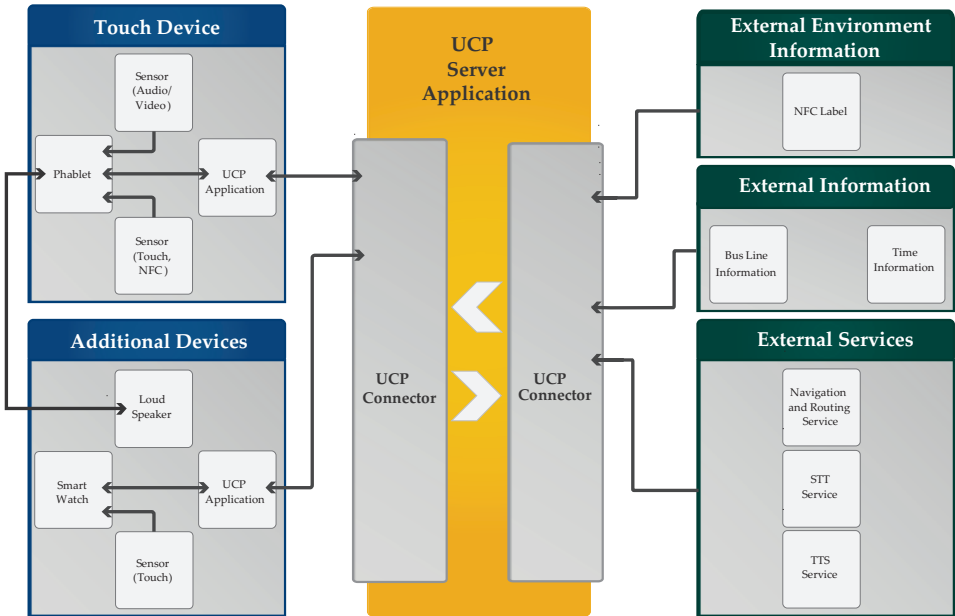 Touch Device
Sensor
(Audio/
Video)
Phablet
UCP
Application
Sensor
(Touch,
NFC)
Additional Devices
Loud
Speaker
Smart
Watch
UCP
Application
Sensor
(Touch)
UCP
Server
Application
UCP
Connector
UCP
Connector
External Environment
Information
NFC Label
External Information
Bus Line
Information
Time
Information
External Services
Navigation
and Routing
Service
STT
Service
TTS
Service